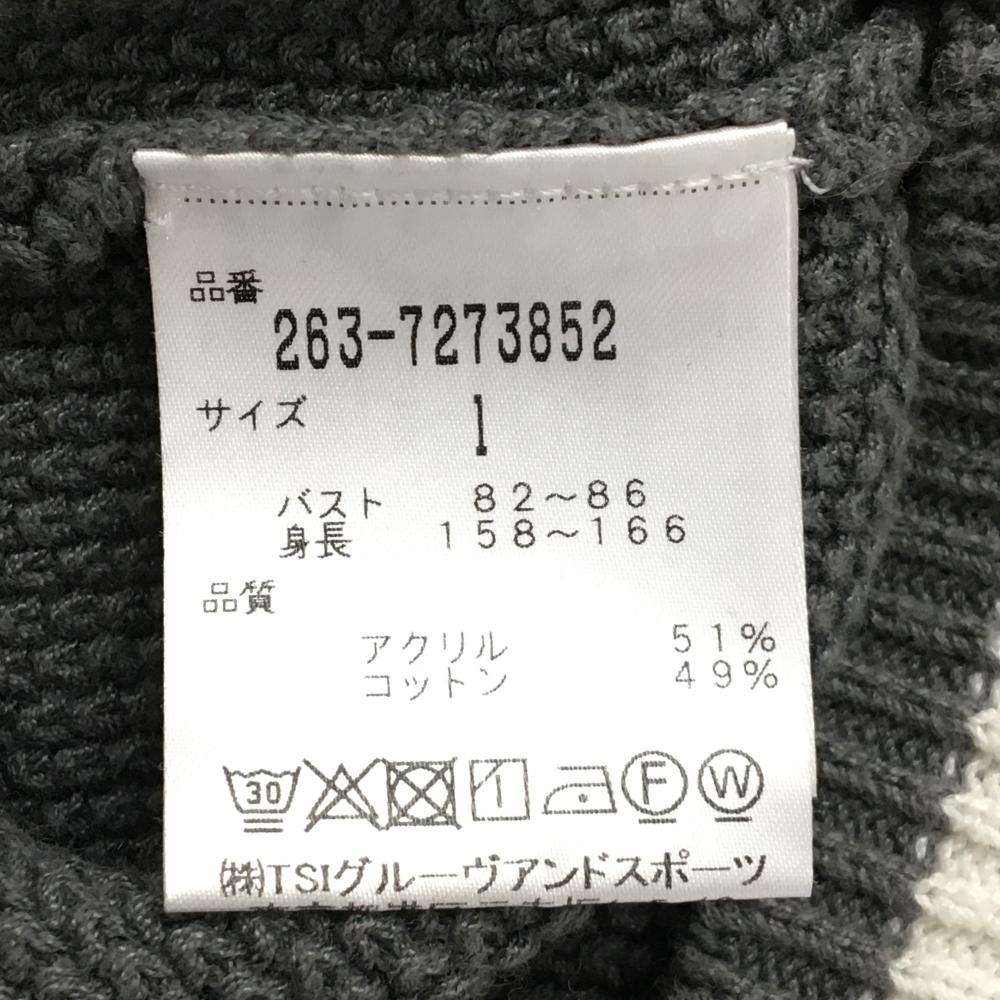 品番
263-7273852
サイズ 1
バスト 82~86
身長 158~166
品質
アクリル 51%
コットン 49%
30 F W
(株)TSIグルーヴアンドスポーツ